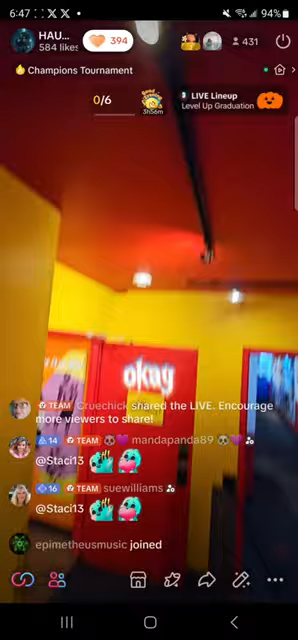 6:47
94%
HAU...
584 likes
394
431
Champions Tournament
0/6
3h56m
LIVE Lineup
Level Up Graduation
okay
TEAM Cruechick shared the LIVE. Encourage
more viewers to share!
14 TEAM mandapanda89
@Staci13
16 TEAM suewilliams
@Staci13
epimetheusmusic joined